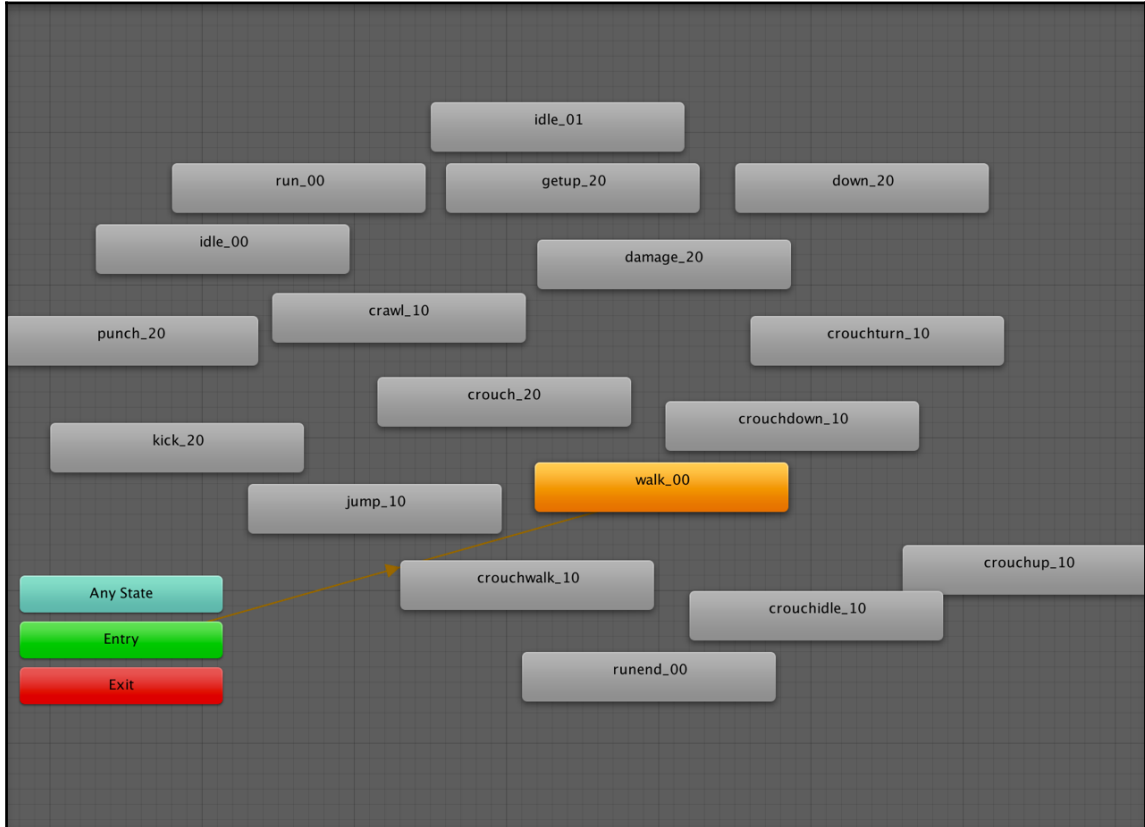 idle_01
run_00
getup_20
down_20
idle_00
damage_20
crawl_10
punch_20
crouchturn_10
crouch_20
crouchdown_10
kick_20
walk_00
jump_10
crouchup_10
crouchwalk_10
Any State
crouchidle_10
Entry
runend_00
Exit